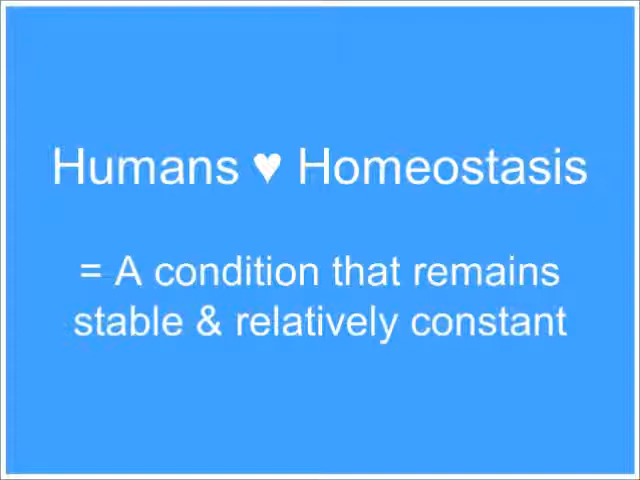 Humans ♥ Homeostasis
= A condition that remains
stable & relatively constant